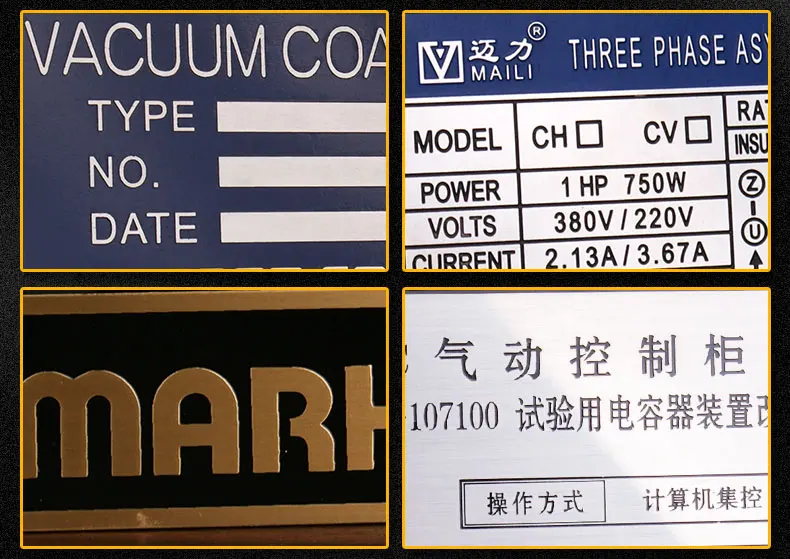 VACUUM COA
TYPE
NO.
DATE
迈力®
MAILI
THREE PHASE ASY
MODEL CH CV
RAT
INSU
POWER 1 HP 750W
VOLTS 380V/220V
CURRENT 2.13A/3.67A
Z
U
MARK
气动控制柜
-107100 试验用电容器装置改
操作方式 计算机集控